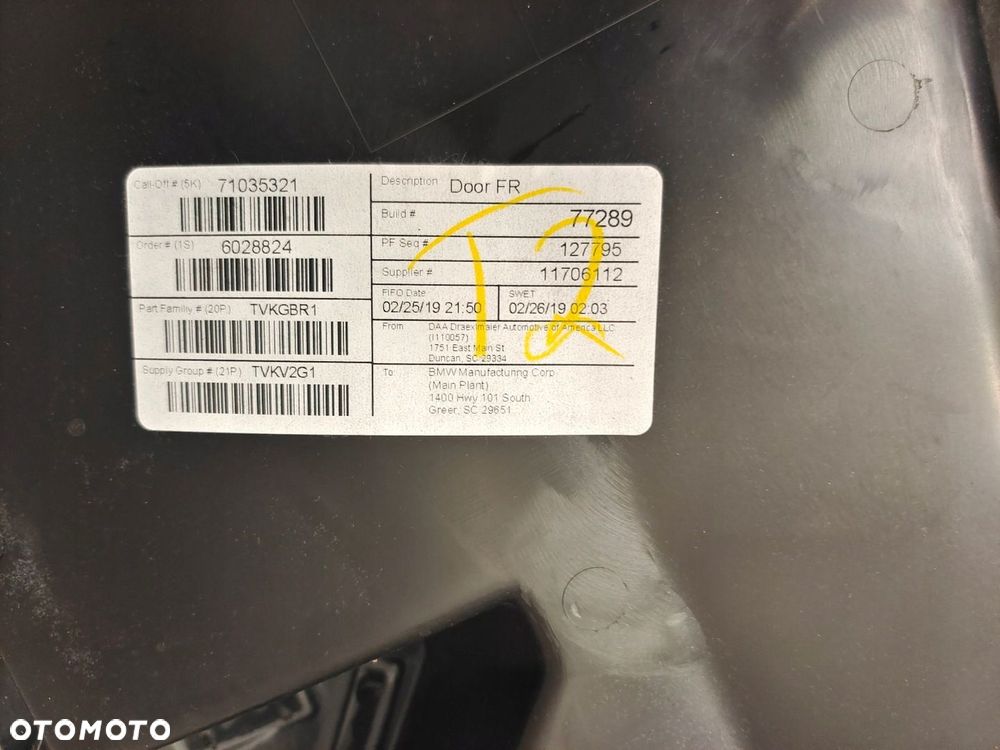 Call-Off # (5K) 71035321
Order # (1S) 6028824
Part Family # (20P) TVKGBR1
Supply Group # (21P) TVKV2G1
Description Door FR
Build # 77289
PF Seq # 127795
Supplier # 11706112
FIFO Date
02/25/19 21:50
SWET
02/26/19 02:03
From DAA Draexlmaier Automotive of America LLC
(I110057)
1751 East Main St
Duncan, SC 29334
To: BMW Manufacturing Corp
(Main Plant)
1400 Hwy 101 South
Greer, SC 29651
T2
OTOMOTO